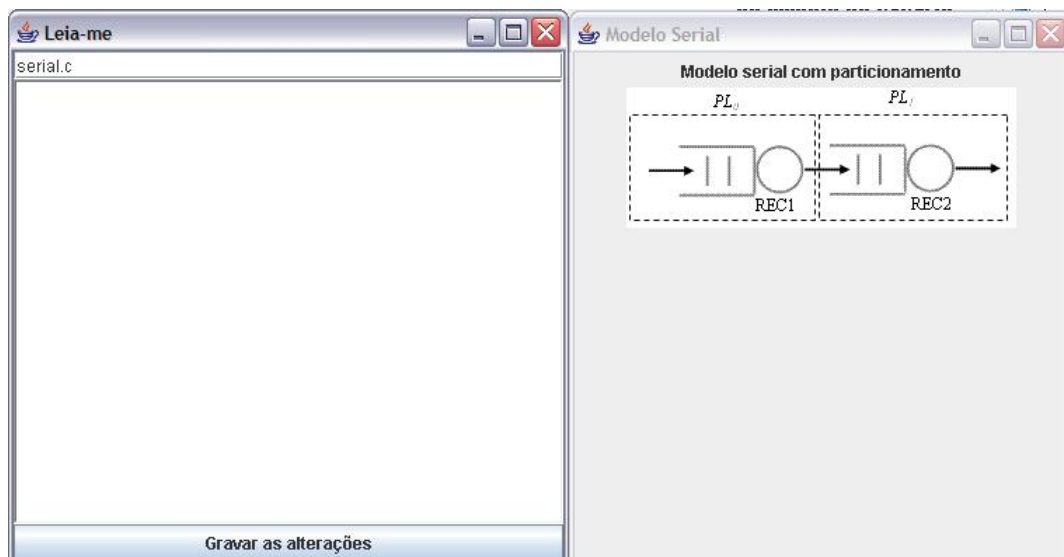 Leia-me
serial.c
Gravar as alterações
Modelo Serial
Modelo serial com particionamento
PL₀ PL₁
REC1 REC2